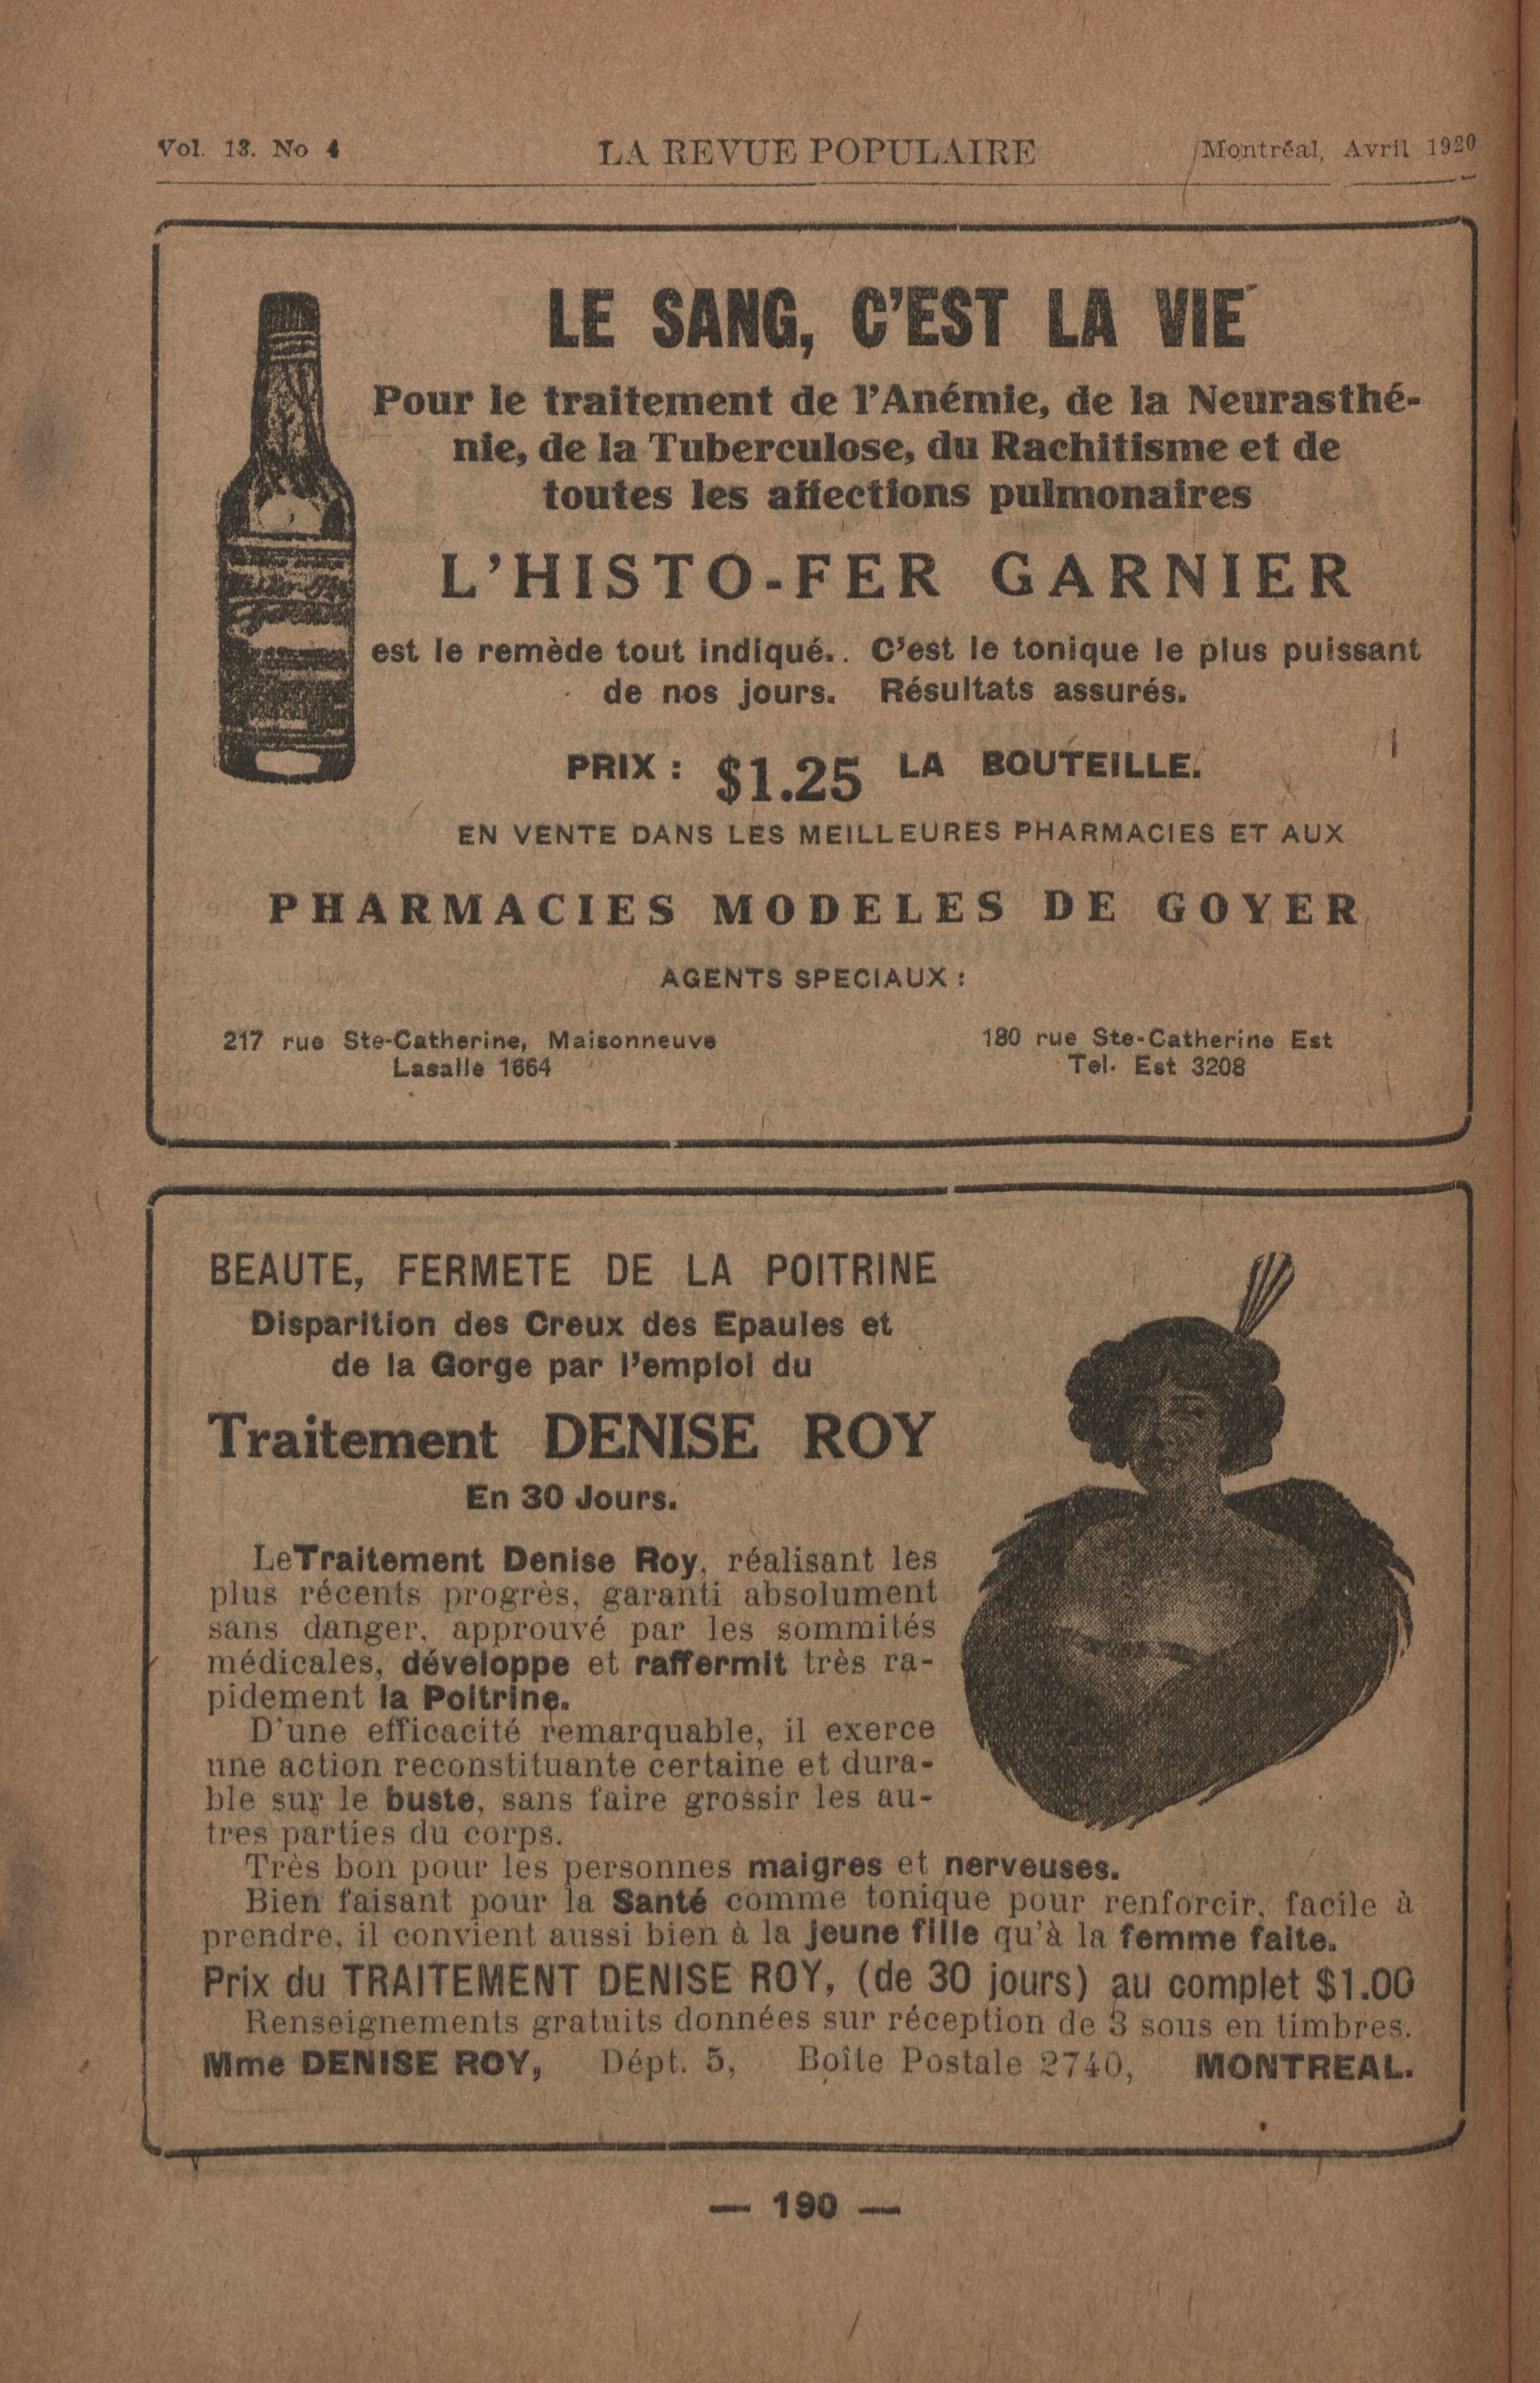 Vol. 13. No 4 LA REVUE POPULAIRE Montréal, Avril 1920
LE SANG, C'EST LA VIE
Pour le traitement de l'Anémie, de la Neurasthé-
nie, de la Tuberculose, du Rachitisme et de
toutes les affections pulmonaires
L'HISTO-FER GARNIER
est le remède tout indiqué.. C'est le tonique le plus puissant
de nos jours. Résultats assurés.
PRIX : $1.25 LA BOUTEILLE.
EN VENTE DANS LES MEILLEURES PHARMACIES ET AUX
PHARMACIES MODELES DE GOYER
AGENTS SPECIAUX :
217 rue Ste-Catherine, Maisonneuve
Lasalle 1664
180 rue Ste-Catherine Est
Tel. Est 3208
BEAUTE, FERMETE DE LA POITRINE
Disparition des Creux des Epaules et
de la Gorge par l'emploi du
Traitement DENISE ROY
En 30 Jours.
Le Traitement Denise Roy, réalisant les
plus récents progrès, garanti absolument
sans danger, approuvé par les sommités
médicales, développe et raffermit très ra-
pidement la Poitrine.
D'une efficacité remarquable, il exerce
une action reconstituante certaine et dura-
ble sur le buste, sans faire grossir les au-
tres parties du corps.
Très bon pour les personnes maigres et nerveuses.
Bien faisant pour la Santé comme tonique pour renforcir, facile à
prendre, il convient aussi bien à la jeune fille qu'à la femme faite.
Prix du TRAITEMENT DENISE ROY, (de 30 jours) au complet $1.00
Renseignements gratuits données sur réception de 3 sous en timbres.
Mme DENISE ROY, Dépt. 5, Boîte Postale 2740, MONTREAL.
— 190 —